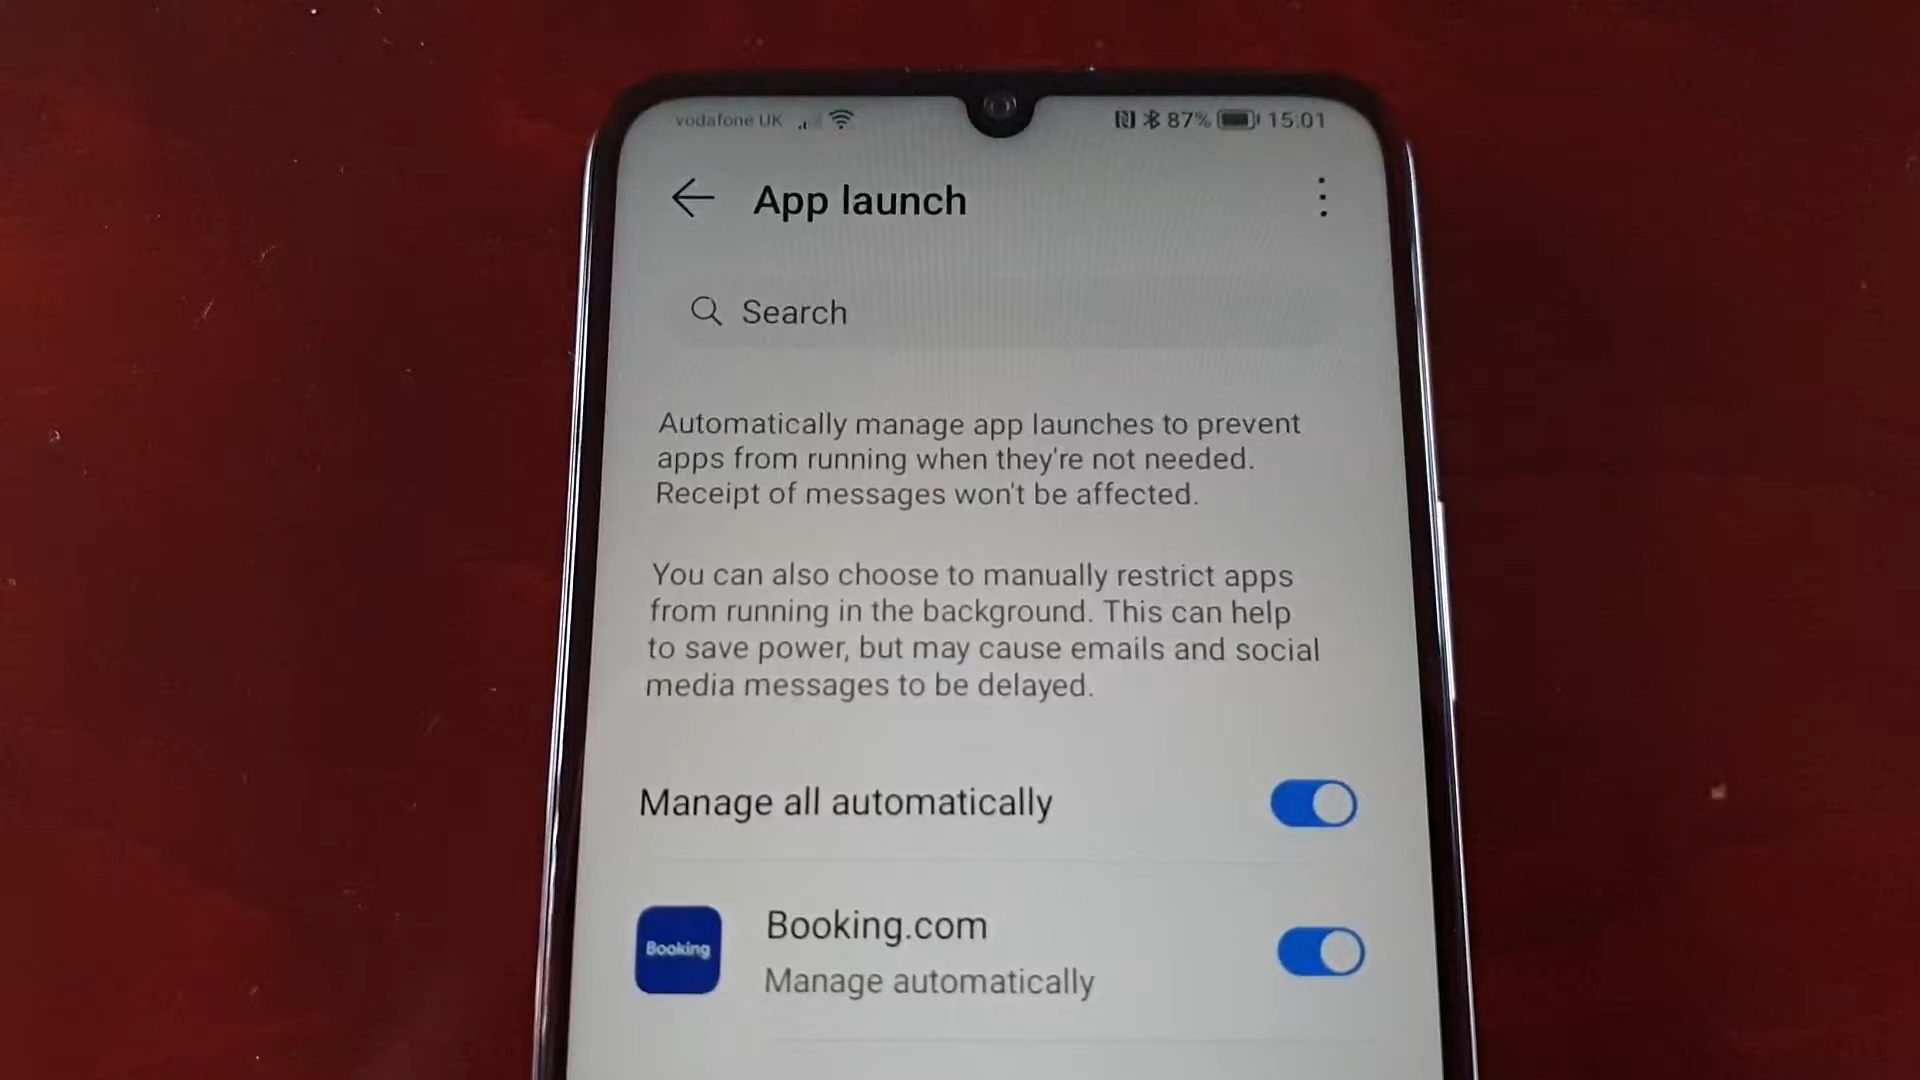 vodafone UK 87% 15.01
App launch
Search
Automatically manage app launches to prevent
apps from running when they're not needed.
Receipt of messages won't be affected.
You can also choose to manually restrict apps
from running in the background. This can help
to save power, but may cause emails and social
media messages to be delayed.
Manage all automatically
Booking
Booking.com
Manage automatically